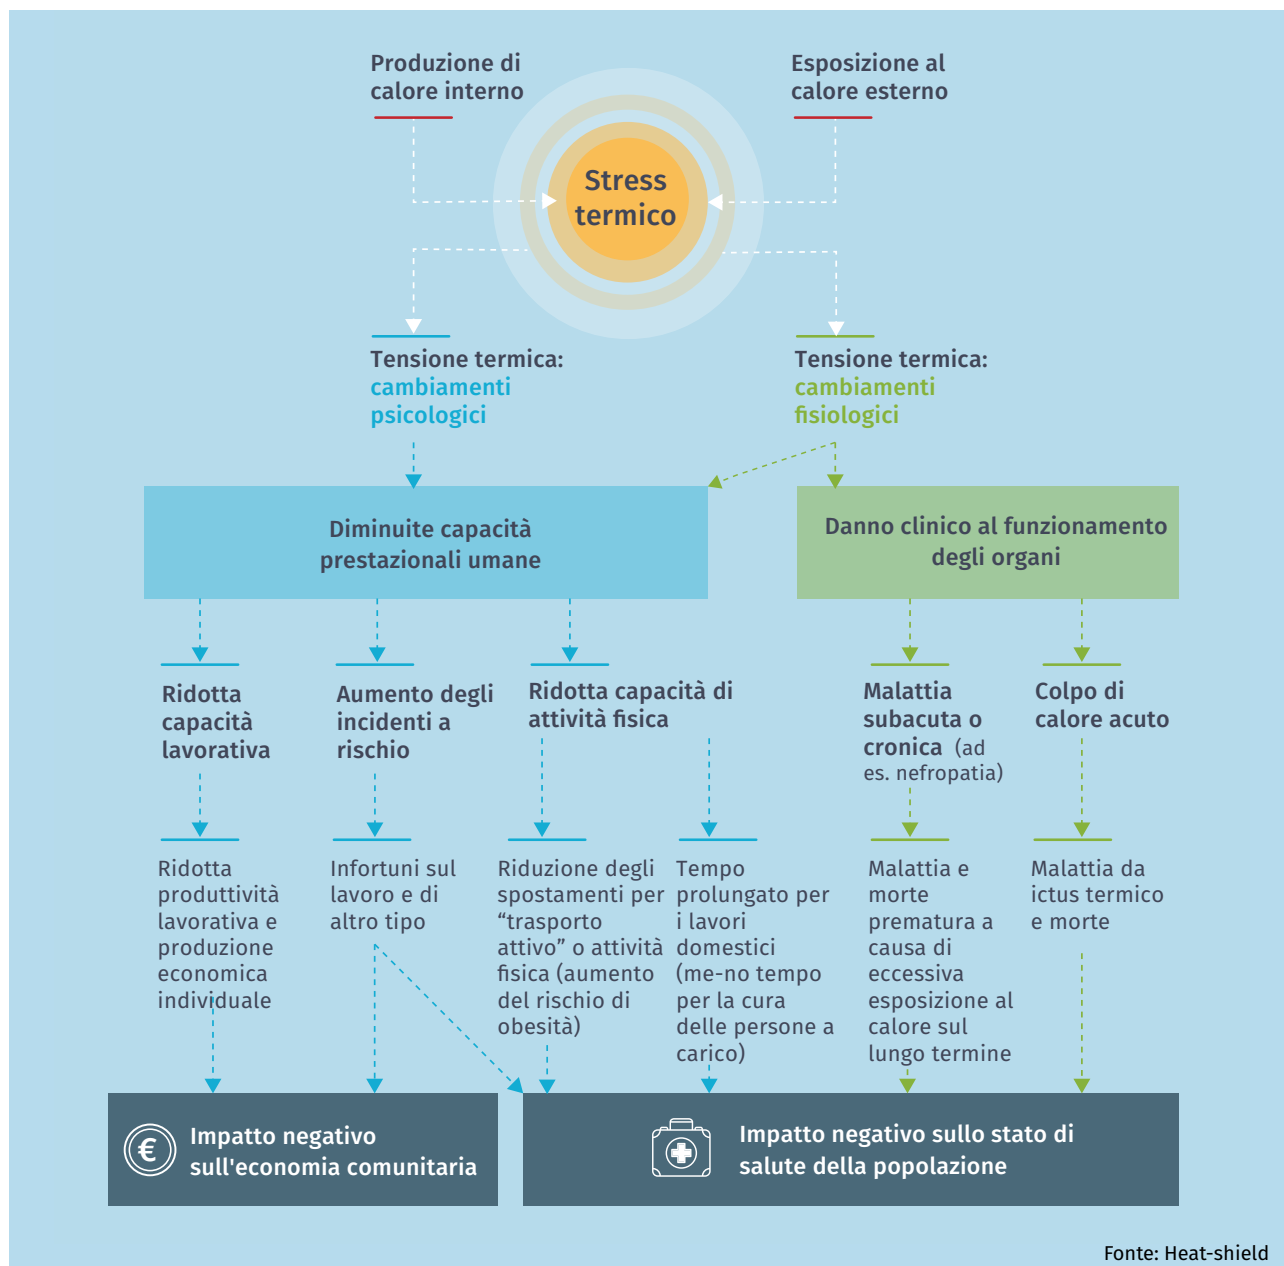 Produzione di
calore interno
Esposizione al
calore esterno
Stress
termico
Tensione termica:
cambiamenti
psicologici
Tensione termica:
cambiamenti
fisiologici
Diminuite capacità
prestazionali umane
Danno clinico al funzionamento
degli organi
Ridotta
capacità
lavorativa
Aumento degli
incidenti a
rischio
Ridotta capacità di
attività fisica
Malattia
subacuta o
cronica (ad
es. nefropatia)
Colpo di
calore acuto
Ridotta
produttività
lavorativa e
produzione
economica
individuale
Infortuni sul
lavoro e di
altro tipo
Riduzione degli
spostamenti per
“trasporto
attivo” o attività
fisica (aumento
del rischio di
obesità)
Tempo
prolungato per
i lavori
domestici
(me-no tempo
per la cura
delle persone a
carico)
Malattia e
morte
prematura a
causa di
eccessiva
esposizione al
calore sul
lungo termine
Malattia da
ictus termico
e morte
€
Impatto negativo
sull'economia comunitaria
Impatto negativo sullo stato di
salute della popolazione
Fonte: Heat-shield